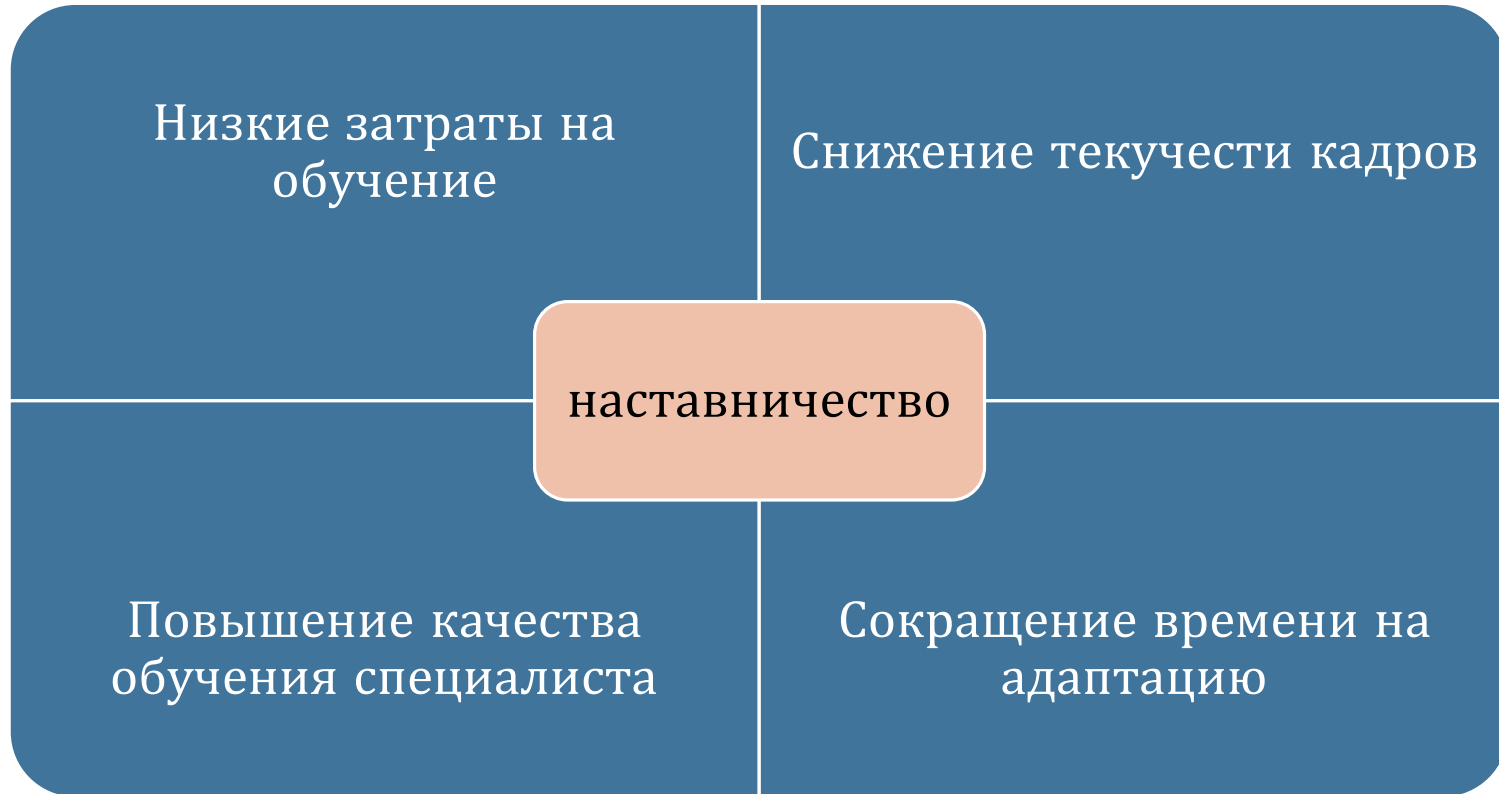 Низкие затраты на
обучение
Снижение текучести кадров
наставничество
Повышение качества
обучения специалиста
Сокращение времени на
адаптацию